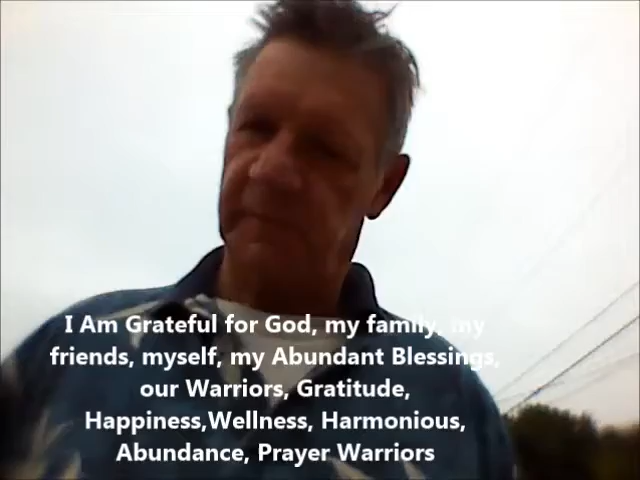 I Am Grateful for God, my family, my
friends, myself, my Abundant Blessings,
our Warriors, Gratitude,
Happiness,Wellness, Harmonious,
Abundance, Prayer Warriors